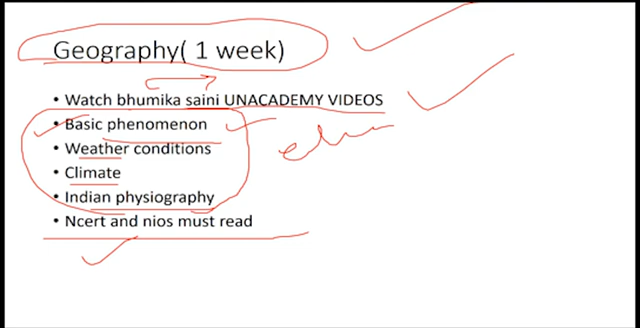 Geography( 1 week)
• Watch bhumika saini UNACADEMY VIDEOS
• Basic phenomenon
• Weather conditions
• Climate
• Indian physiography
• Ncert and nios must read